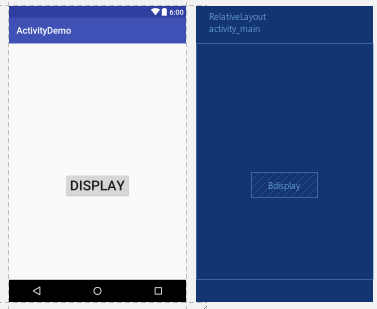 6:00
ActivityDemo
DISPLAY
RelativeLayout
activity_main
Bdisplay